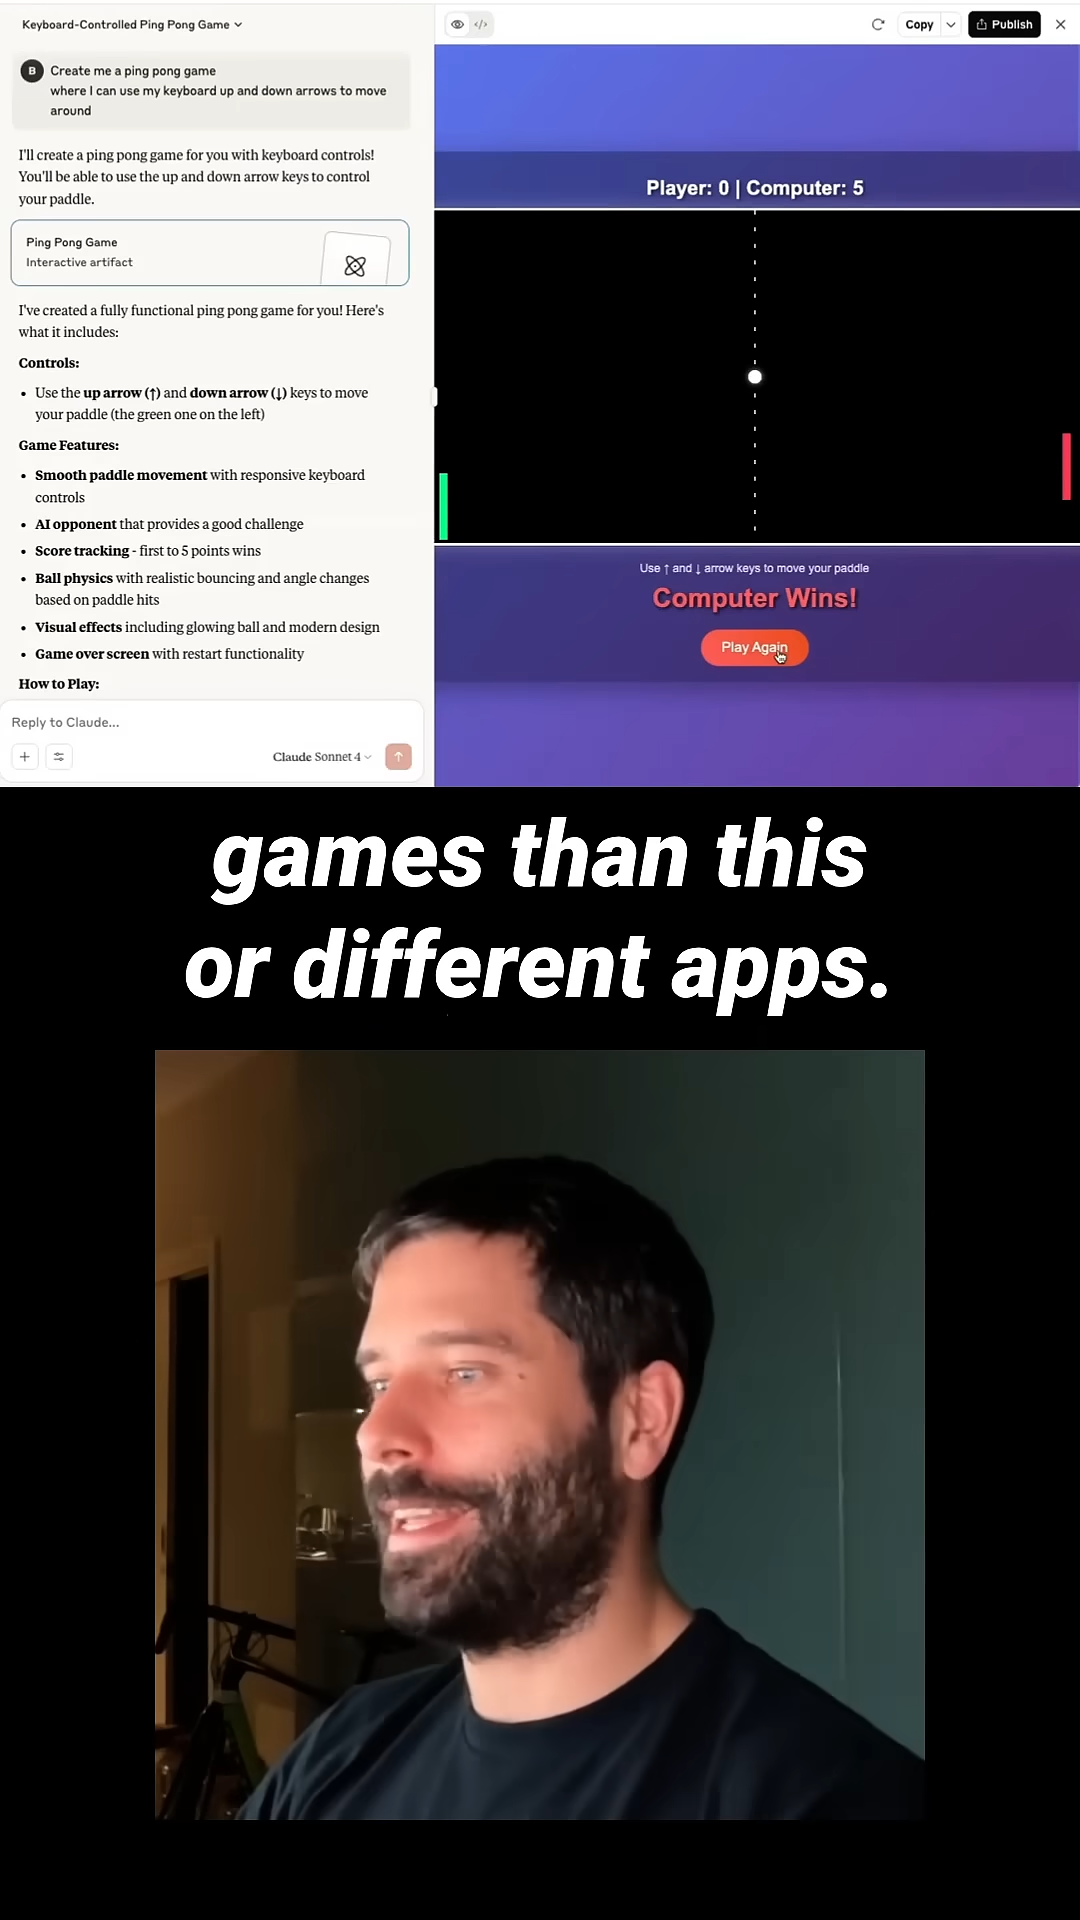 Keyboard-Controlled Ping Pong Game
Copy
Publish
B
Create me a ping pong game
where I can use my keyboard up and down arrows to move
around
I'll create a ping pong game for you with keyboard controls!
You'll be able to use the up and down arrow keys to control
your paddle.
Ping Pong Game
Interactive artifact
I've created a fully functional ping pong game for you! Here's
what it includes:
Controls:
• Use the up arrow (↑) and down arrow (↓) keys to move
your paddle (the green one on the left)
Game Features:
• Smooth paddle movement with responsive keyboard
controls
• AI opponent that provides a good challenge
• Score tracking - first to 5 points wins
• Ball physics with realistic bouncing and angle changes
based on paddle hits
• Visual effects including glowing ball and modern design
• Game over screen with restart functionality
How to Play:
Reply to Claude...
Claude Sonnet 4
Player: 0 | Computer: 5
Use ↑ and ↓ arrow keys to move your paddle
Computer Wins!
Play Again
games than this
or different apps.